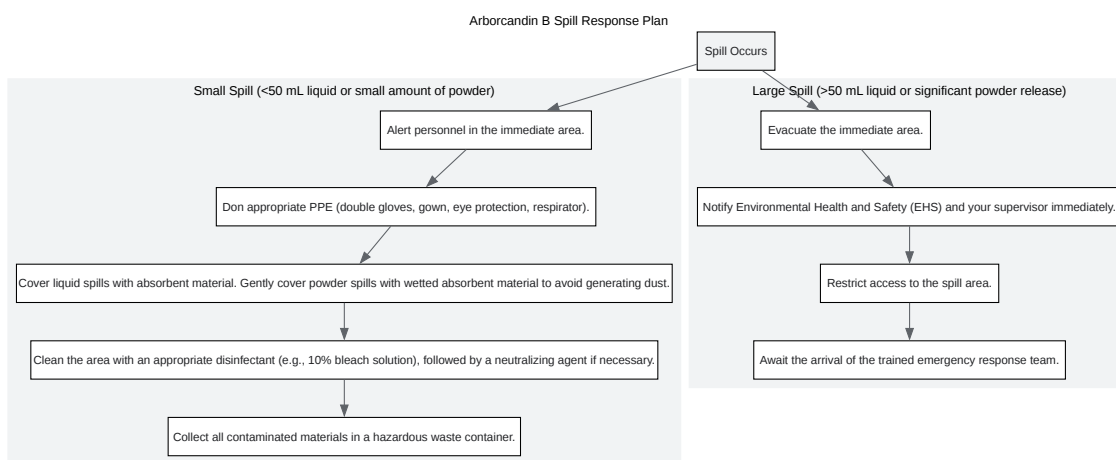 Arborcandin B Spill Response Plan
Spill Occurs
Small Spill (<50 mL liquid or small amount of powder)
Alert personnel in the immediate area.
Don appropriate PPE (double gloves, gown, eye protection, respirator).
Cover liquid spills with absorbent material. Gently cover powder spills with wetted absorbent material to avoid generating dust.
Clean the area with an appropriate disinfectant (e.g., 10% bleach solution), followed by a neutralizing agent if necessary.
Collect all contaminated materials in a hazardous waste container.
Large Spill (>50 mL liquid or significant powder release)
Evacuate the immediate area.
Notify Environmental Health and Safety (EHS) and your supervisor immediately.
Restrict access to the spill area.
Await the arrival of the trained emergency response team.